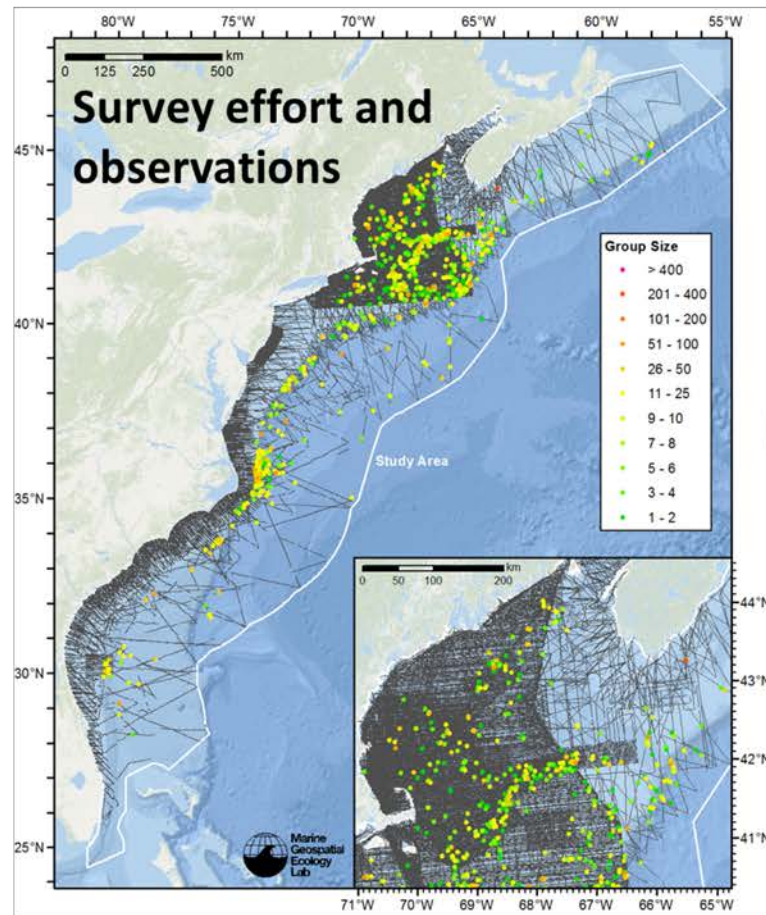 80°W 75°W 70°W 65°W 60°W 55°W
km
0 125 250 500
Survey effort and
observations
45°N
40°N
35°N
30°N
25°N
Group Size
> 400
201 - 400
101 - 200
51 - 100
26 - 50
11 - 25
9 - 10
7 - 8
5 - 6
3 - 4
1 - 2
Study Area
km
0 50 100 200
44°N
43°N
42°N
41°N
Marine
Geospatial
Ecology
Lab
71°W 70°W 69°W 68°W 67°W 66°W 65°W